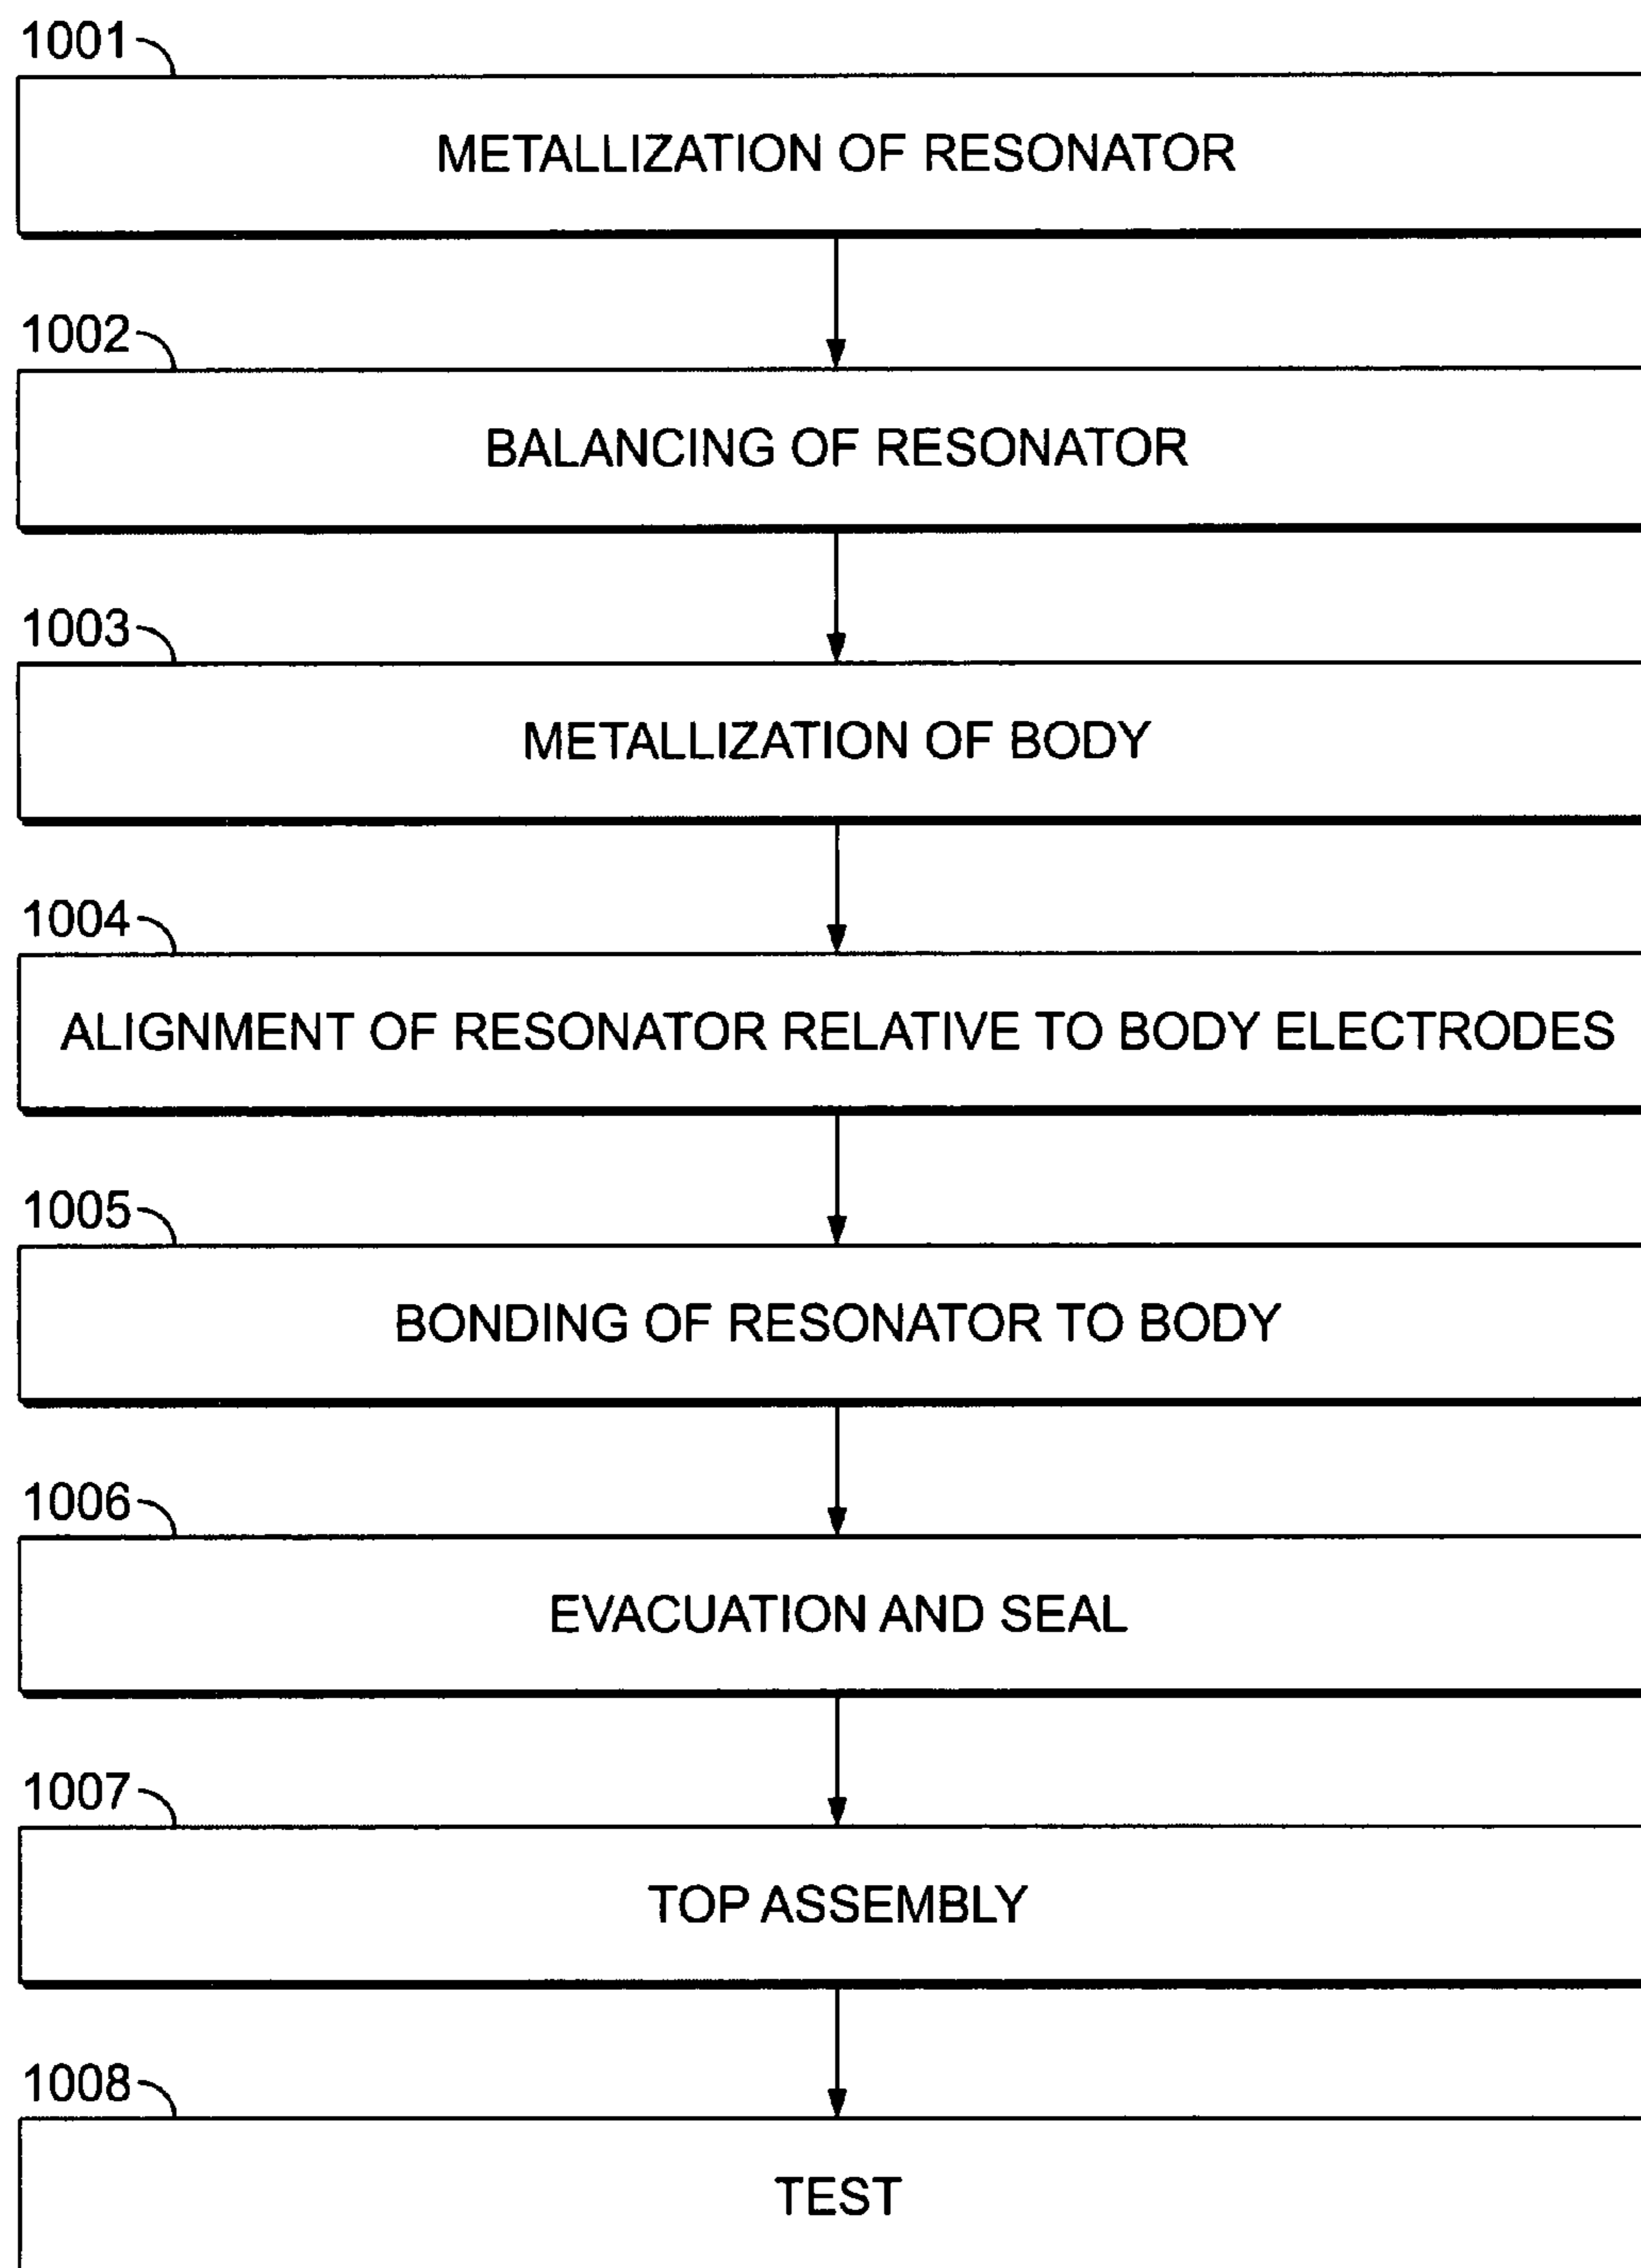 1001
METALLIZATION OF RESONATOR
1002
BALANCING OF RESONATOR
1003
METALLIZATION OF BODY
1004
ALIGNMENT OF RESONATOR RELATIVE TO BODY ELECTRODES
1005
BONDING OF RESONATOR TO BODY
1006
EVACUATION AND SEAL
1007
TOP ASSEMBLY
1008
TEST